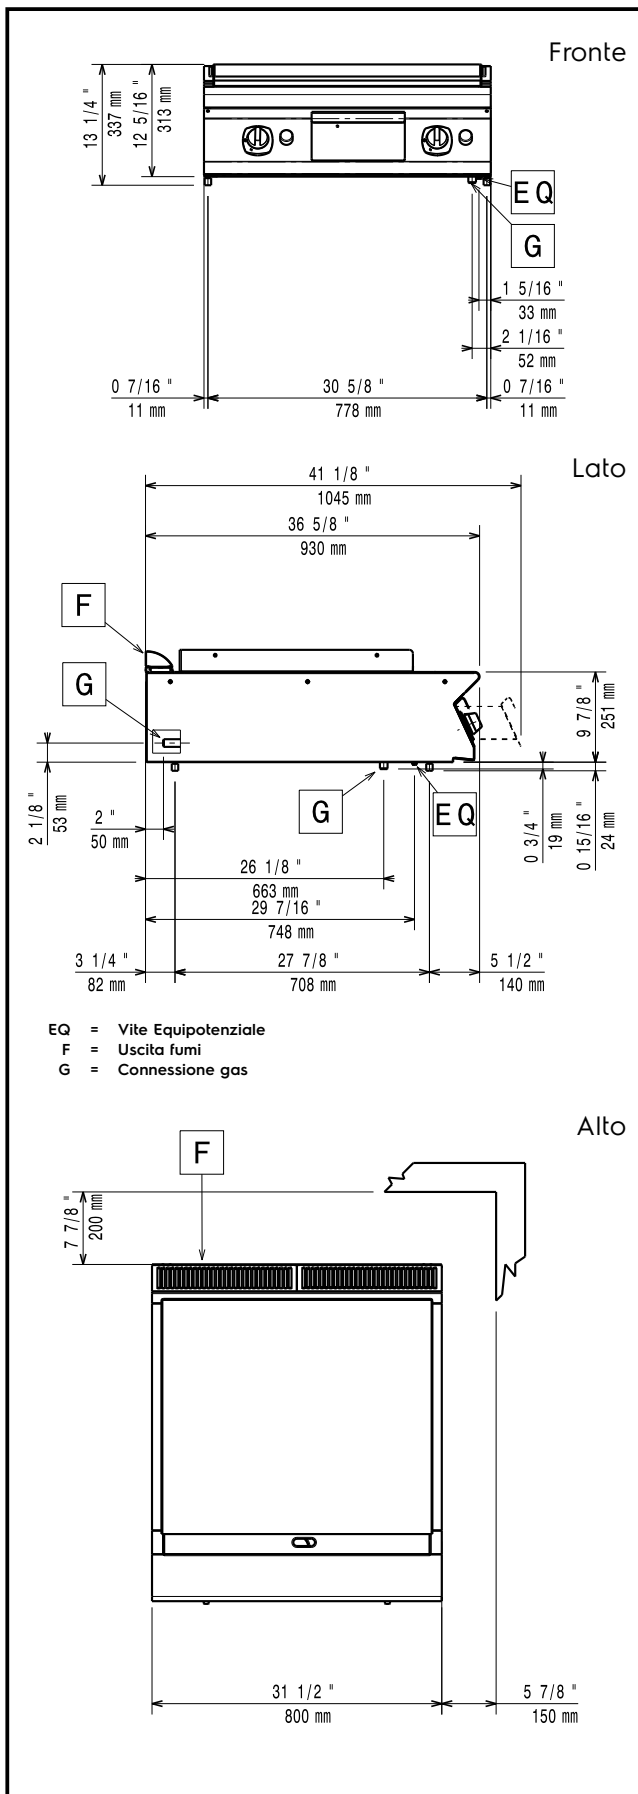 Fronte
13 1/4 "
337 mm
12 5/16 "
313 mm
EQ
G
1 5/16 "
33 mm
2 1/16 "
52 mm
0 7/16 "
11 mm
30 5/8 "
778 mm
0 7/16 "
11 mm
Lato
41 1/8 "
1045 mm
36 5/8 "
930 mm
F
G
9 7/8 "
251 mm
2 1/8 "
53 mm
2 "
50 mm
G
EQ
0 3/4 "
19 mm
0 15/16 "
24 mm
26 1/8 "
663 mm
29 7/16 "
748 mm
3 1/4 "
82 mm
27 7/8 "
708 mm
5 1/2 "
140 mm
EQ = Vite Equipotenziale
F = Uscita fumi
G = Connessione gas
Alto
F
7 7/8 "
200 mm
31 1/2 "
800 mm
5 7/8 "
150 mm